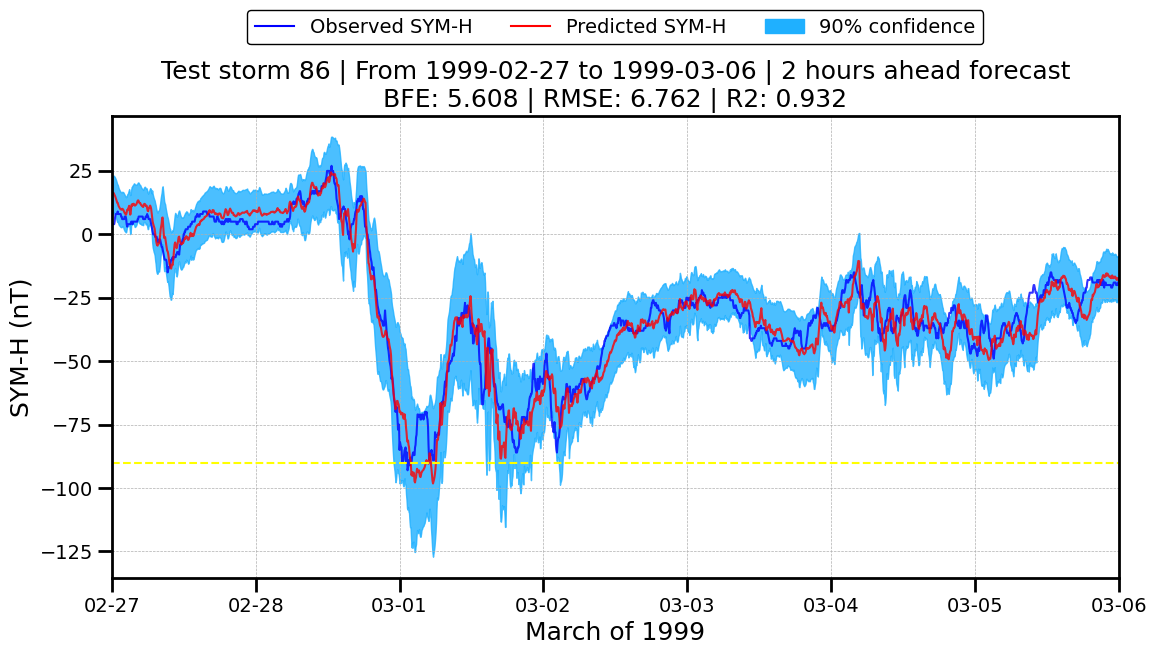 Observed SYM-H Predicted SYM-H 90% confidence
Test storm 86 | From 1999-02-27 to 1999-03-06 | 2 hours ahead forecast
BFE: 5.608 | RMSE: 6.762 | R2: 0.932
SYM-H (nT)
25
0
−25
−50
−75
−100
−125
02-27 02-28 03-01 03-02 03-03 03-04 03-05 03-06
March of 1999